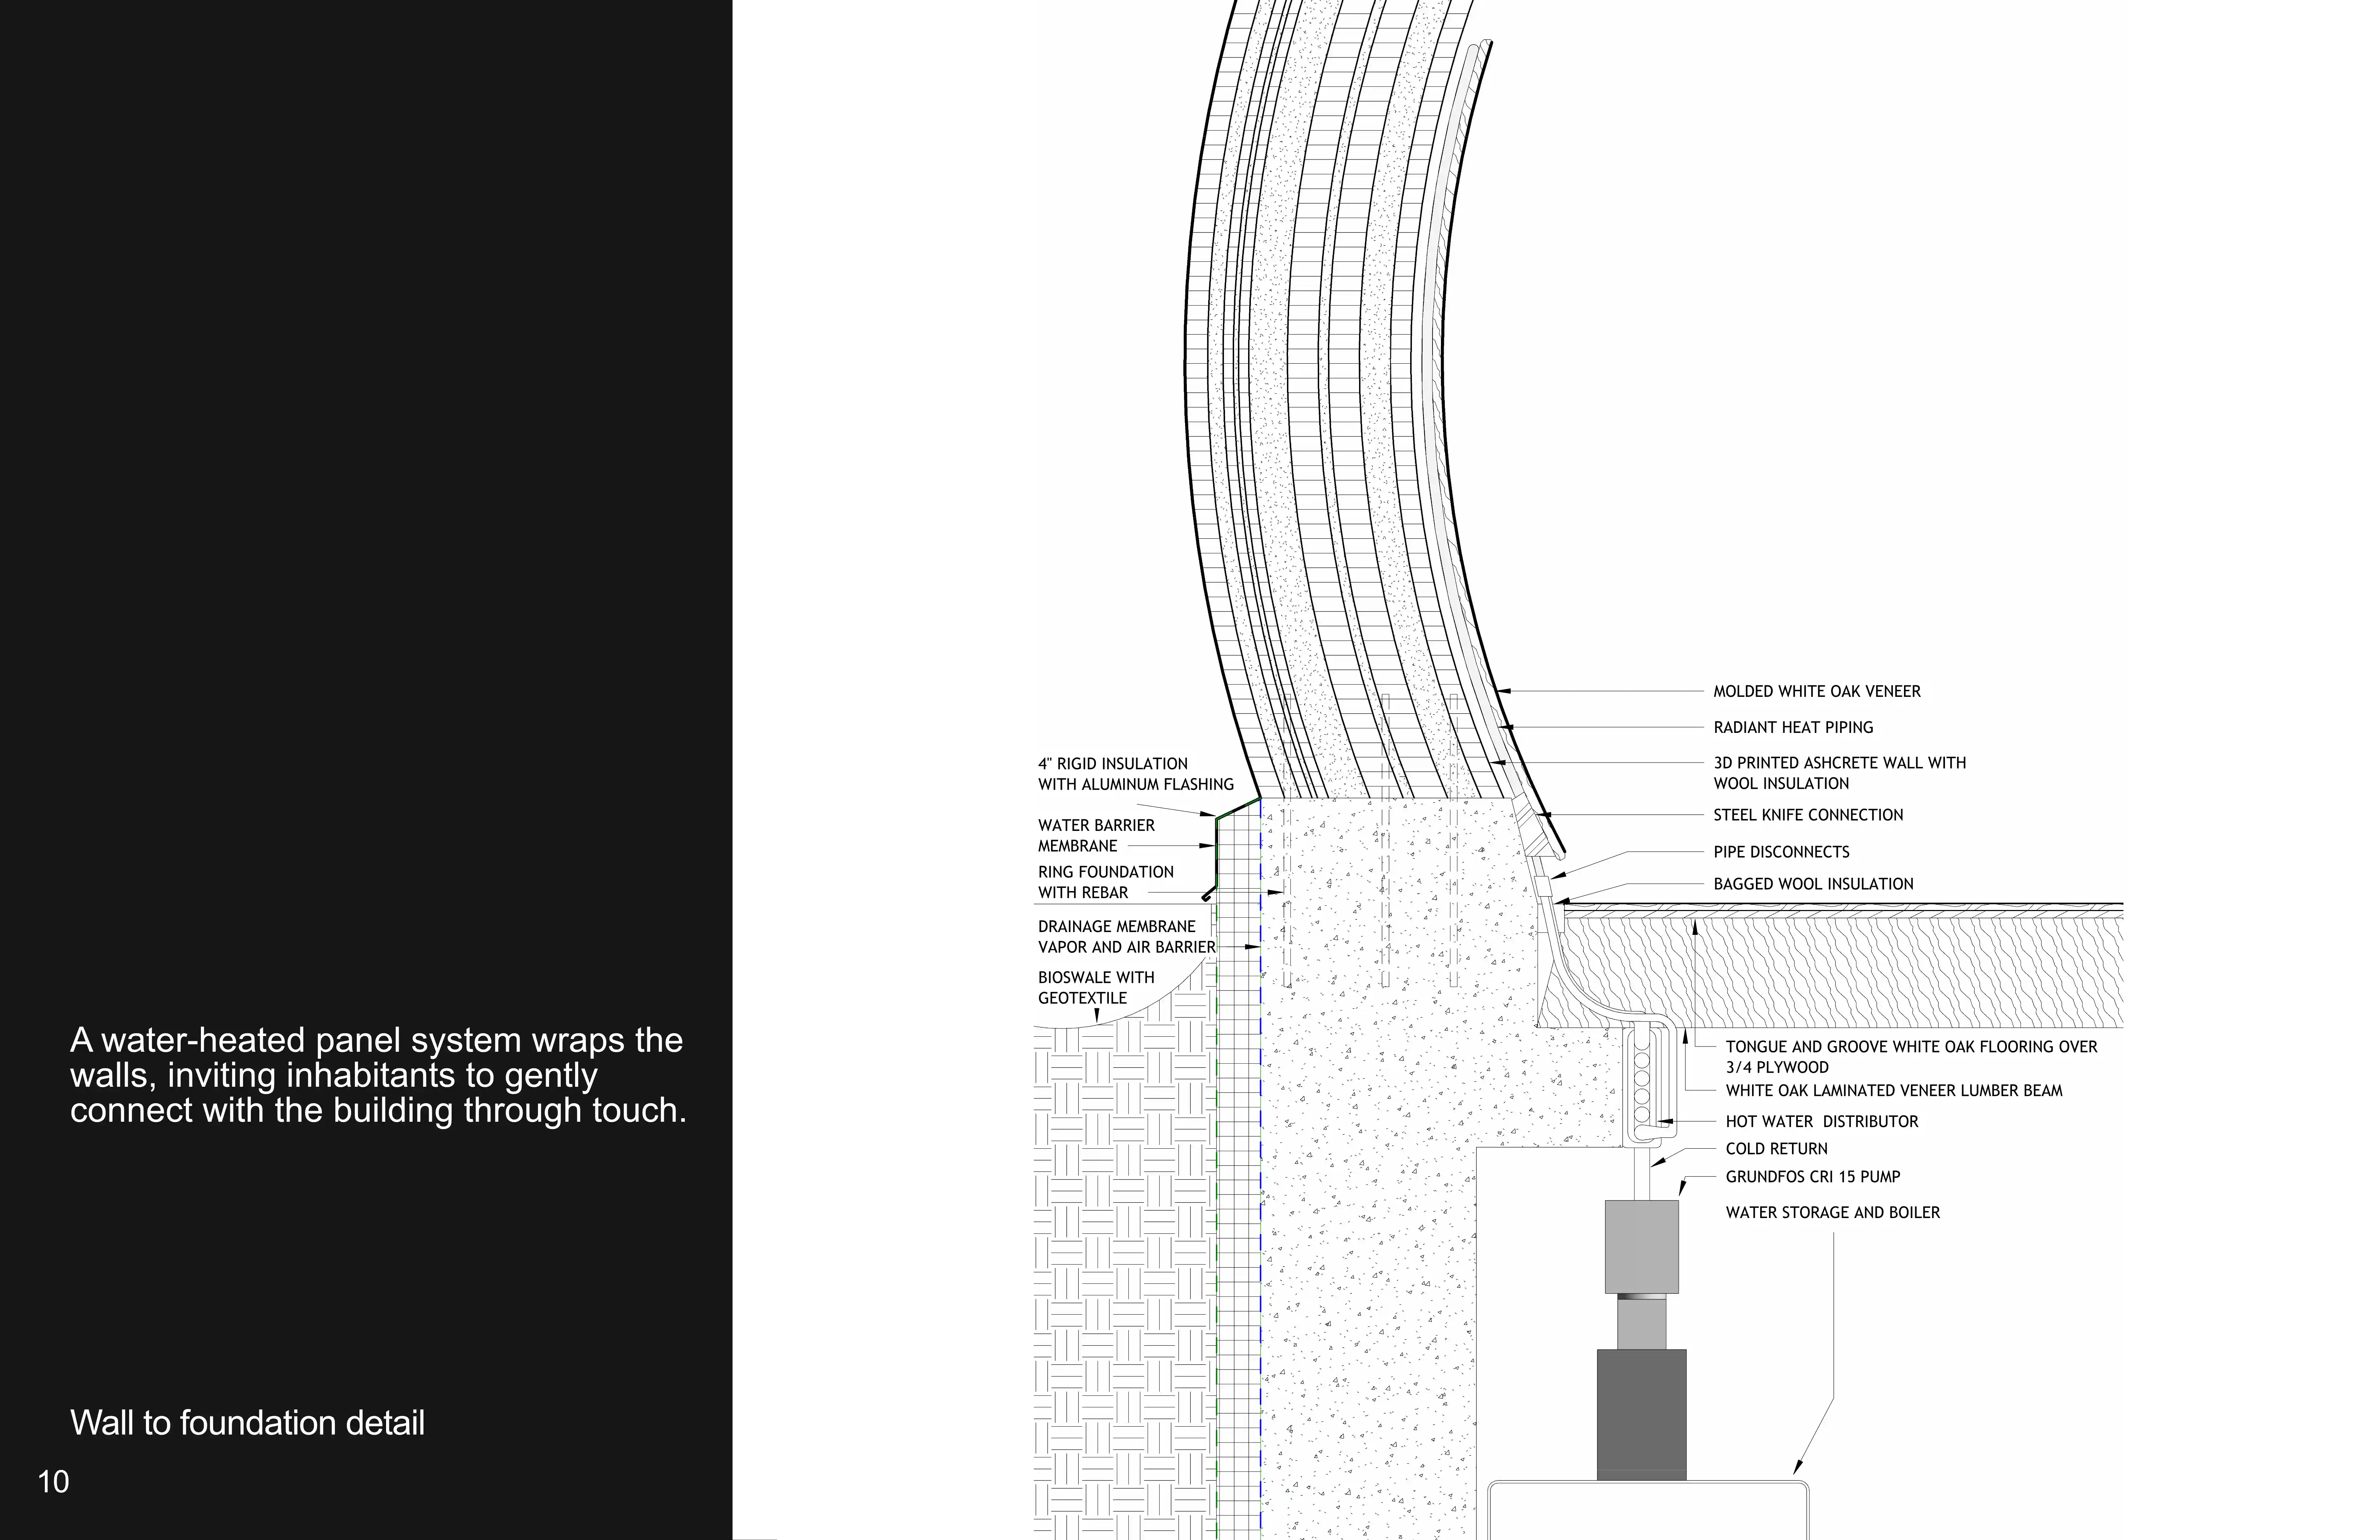 A water-heated panel system wraps the
walls, inviting inhabitants to gently
connect with the building through touch.
Wall to foundation detail
10
4" RIGID INSULATION
WITH ALUMINUM FLASHING
WATER BARRIER
MEMBRANE
RING FOUNDATION
WITH REBAR
DRAINAGE MEMBRANE
VAPOR AND AIR BARRIER
BIOSWALE WITH
GEOTEXTILE
MOLDED WHITE OAK VENEER
RADIANT HEAT PIPING
3D PRINTED ASHCRETE WALL WITH
WOOL INSULATION
STEEL KNIFE CONNECTION
PIPE DISCONNECTS
BAGGED WOOL INSULATION
TONGUE AND GROOVE WHITE OAK FLOORING OVER
3/4 PLYWOOD
WHITE OAK LAMINATED VENEER LUMBER BEAM
HOT WATER  DISTRIBUTOR
COLD RETURN
GRUNDFOS CRI 15 PUMP
WATER STORAGE AND BOILER